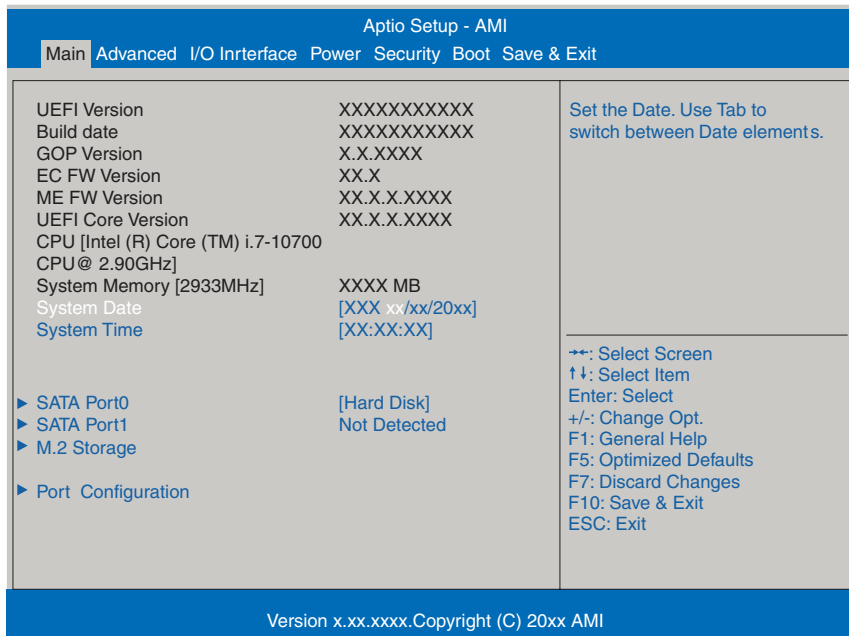 Aptio Setup - AMI
Main Advanced I/O Inrterface Power Security Boot Save & Exit
UEFI Version XXXXXXXXXXX
Build date XXXXXXXXXXX
GOP Version X.X.XXXX
EC FW Version XX.X
ME FW Version XX.X.X.XXXX
UEFI Core Version XX.X.X.XXXX
CPU [Intel (R) Core (TM) i.7-10700
CPU@ 2.90GHz]
System Memory [2933MHz] XXXX MB
System Date [XXX xx/xx/20xx]
System Time [XX:XX:XX]
SATA Port0 [Hard Disk]
SATA Port1 Not Detected
M.2 Storage
Port Configuration
Set the Date. Use Tab to
switch between Date elements.
→←: Select Screen
↑↓: Select Item
Enter: Select
+/-: Change Opt.
F1: General Help
F5: Optimized Defaults
F7: Discard Changes
F10: Save & Exit
ESC: Exit
Version x.xx.xxxx.Copyright (C) 20xx AMI